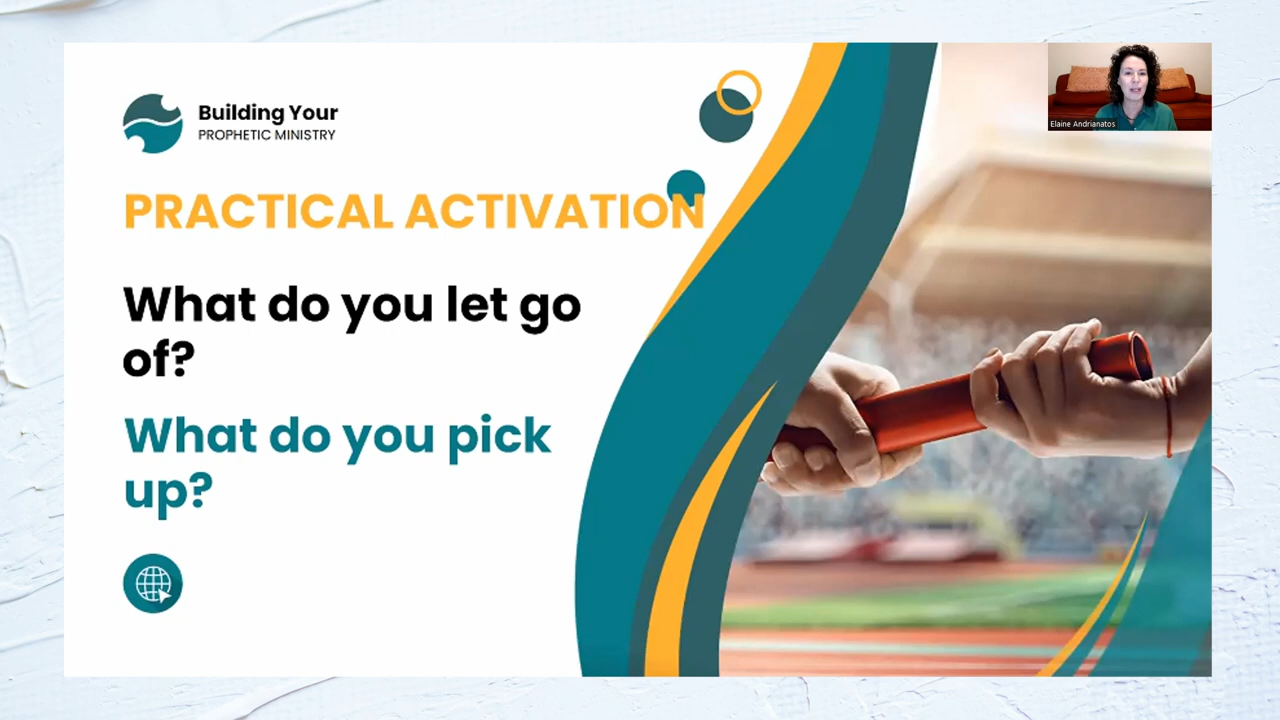 Building Your
PROPHETIC MINISTRY
Elaine Andrianatos
PRACTICAL ACTIVATION
What do you let go
of?
What do you pick
up?